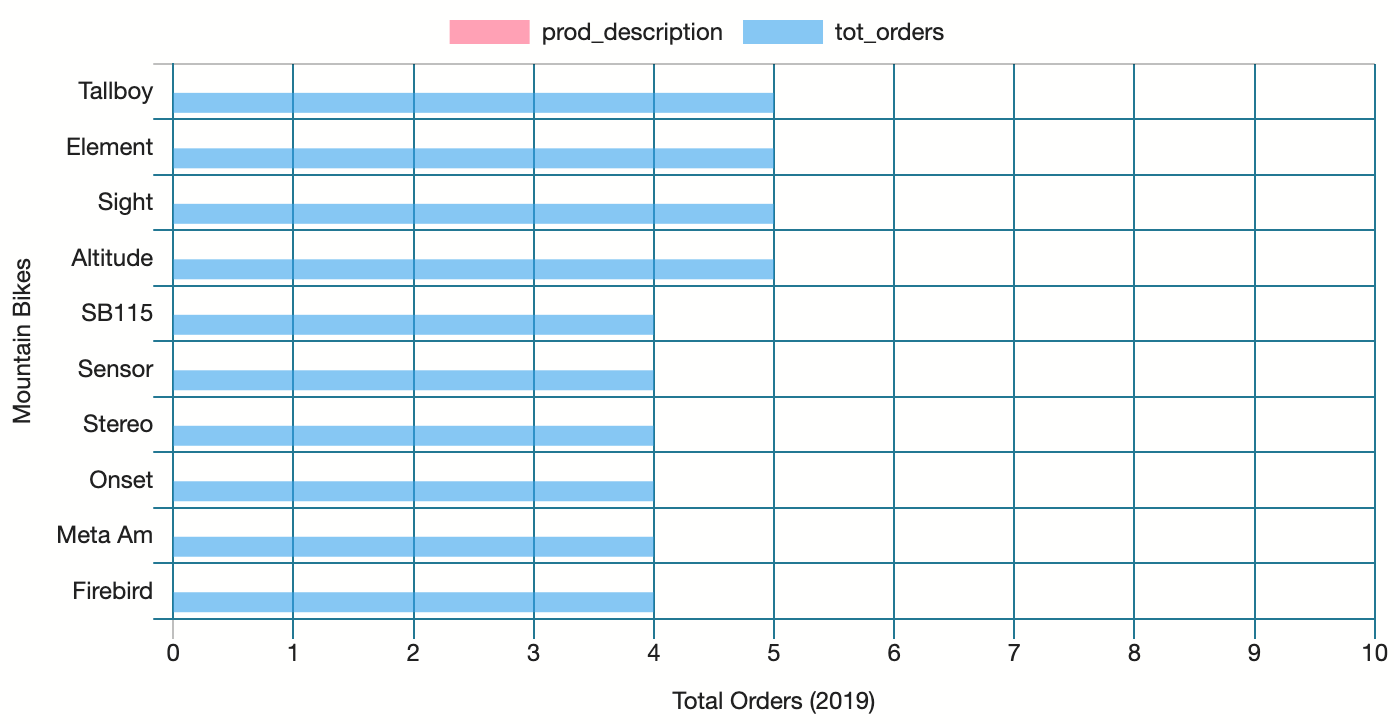 prod_description tot_orders
Tallboy
Element
Sight
Altitude
SB115
Sensor
Stereo
Onset
Meta Am
Firebird
Mountain Bikes
0 1 2 3 4 5 6 7 8 9 10
Total Orders (2019)